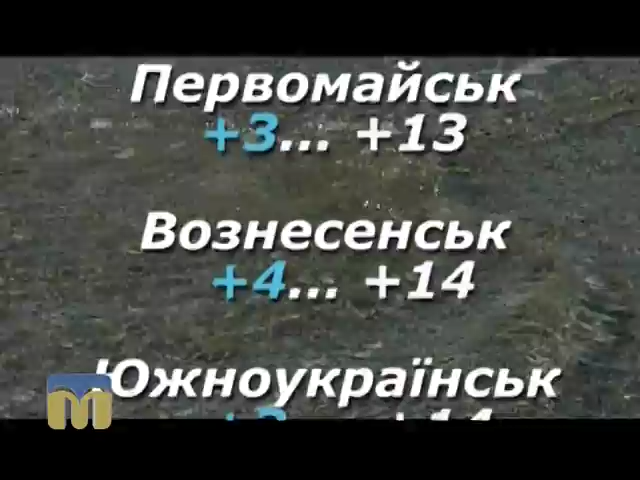 Первомайськ
+3... +13
Вознесенськ
+4... +14
Южноукраїнськ